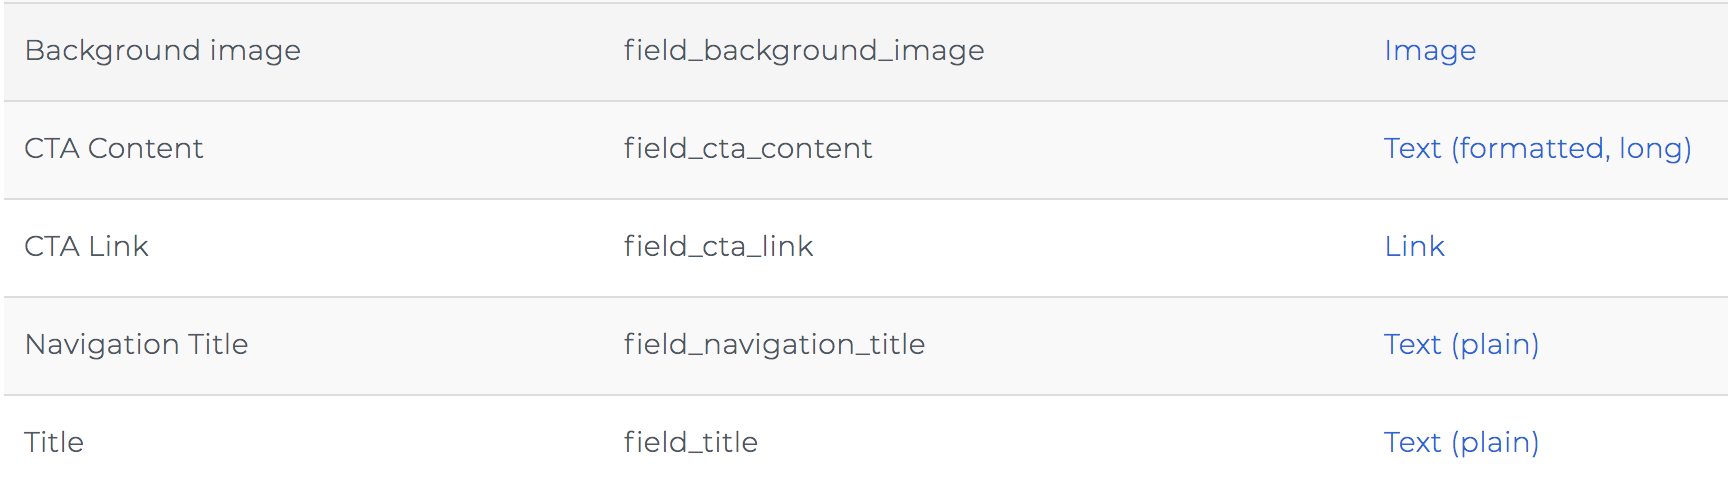 Background image field_background_image Image
CTA Content field_cta_content Text (formatted, long)
CTA Link field_cta_link Link
Navigation Title field_navigation_title Text (plain)
Title field_title Text (plain)